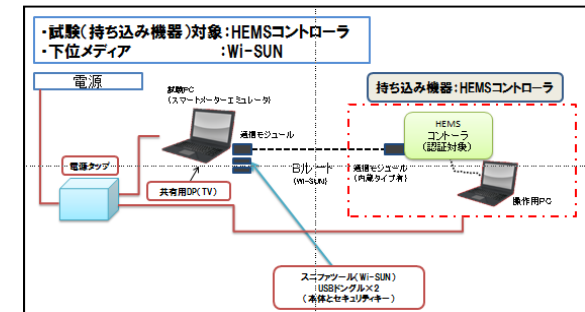 ・試験(持ち込み機器)対象:HEMSコントローラ
・下位メディア :Wi-SUN
電源
試験PC
(スマートメーターエミュレータ)
持ち込み機器:HEMSコントローラ
通信モジュール
HEMS
コントーラ
(認証対象)
電源タップ
Bルート
(Wi-SUN)
通信モジュール
(内蔵タイプ有)
共有用DP(TV)
操作用PC
スニファツール(Wi-SUN)
USBドングル×2
(本体とセキュリティキー)